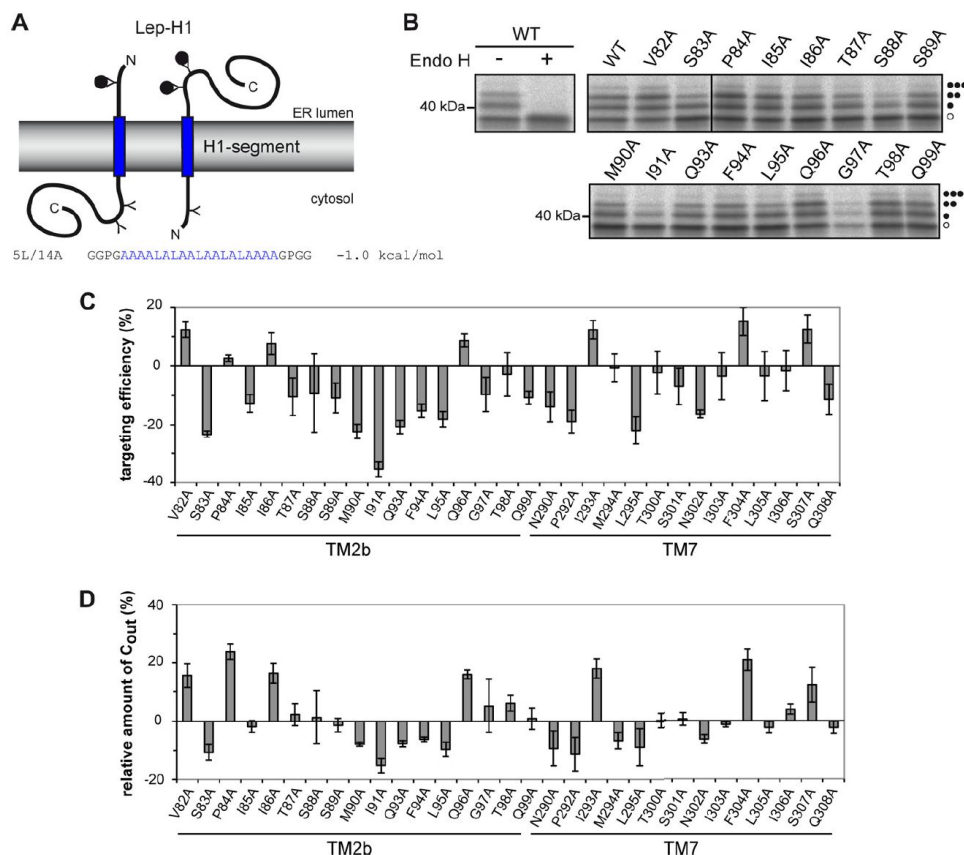 A
Lep-H1
N
C
ER lumen
H1-segment
cytosol
C
N
5L/14A GGPGAAAALALAALAALALAAAAGPGG -1.0 kcal/mol
B
WT
Endo H - +
40 kDa
WT V82A S83A P84A I85A I86A T87A S88A S89A
M90A I91A Q93A F94A L95A Q96A G97A T98A Q99A
40 kDa
C
targeting efficiency (%)
20
0
-20
-40
V82A S83A P84A I85A I86A T87A S88A S89A M90A I91A Q93A F94A L95A Q96A G97A T98A Q99A N290A P292A I293A M294A L295A T300A S301A N302A I303A F304A L305A I306A S307A Q308A
TM2b TM7
D
relative amount of Cout (%)
40
20
0
-20
V82A S83A P84A I85A I86A T87A S88A S89A M90A I91A Q93A F94A L95A Q96A G97A T98A Q99A N290A P292A I293A M294A L295A T300A S301A N302A I303A F304A L305A I306A S307A Q308A
TM2b TM7